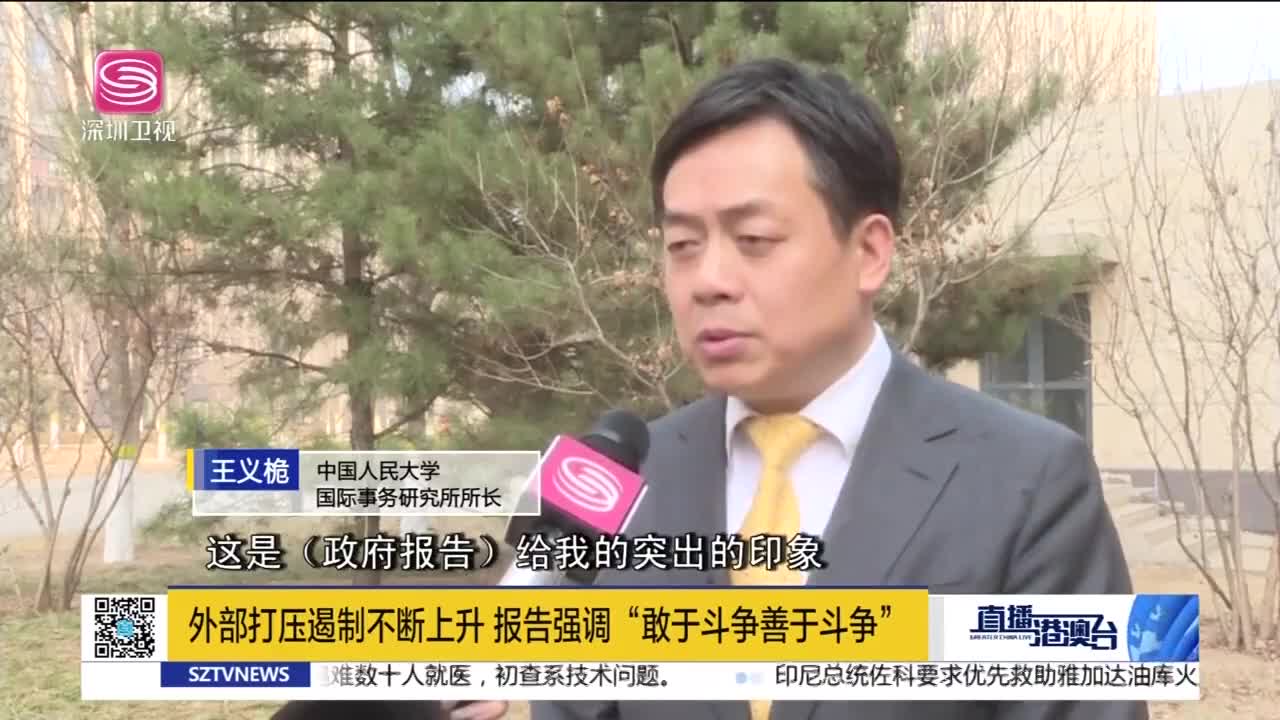 深圳卫视
王义桅
中国人民大学
国际事务研究所所长
这是（政府报告）给我的突出的印象
外部打压遏制不断上升 报告强调“敢于斗争善于斗争”
直播港澳台
GREATER CHINA LIVE
SZTVNEWS
难数十人就医，初查系技术问题。
印尼总统佐科要求优先救助雅加达油库火